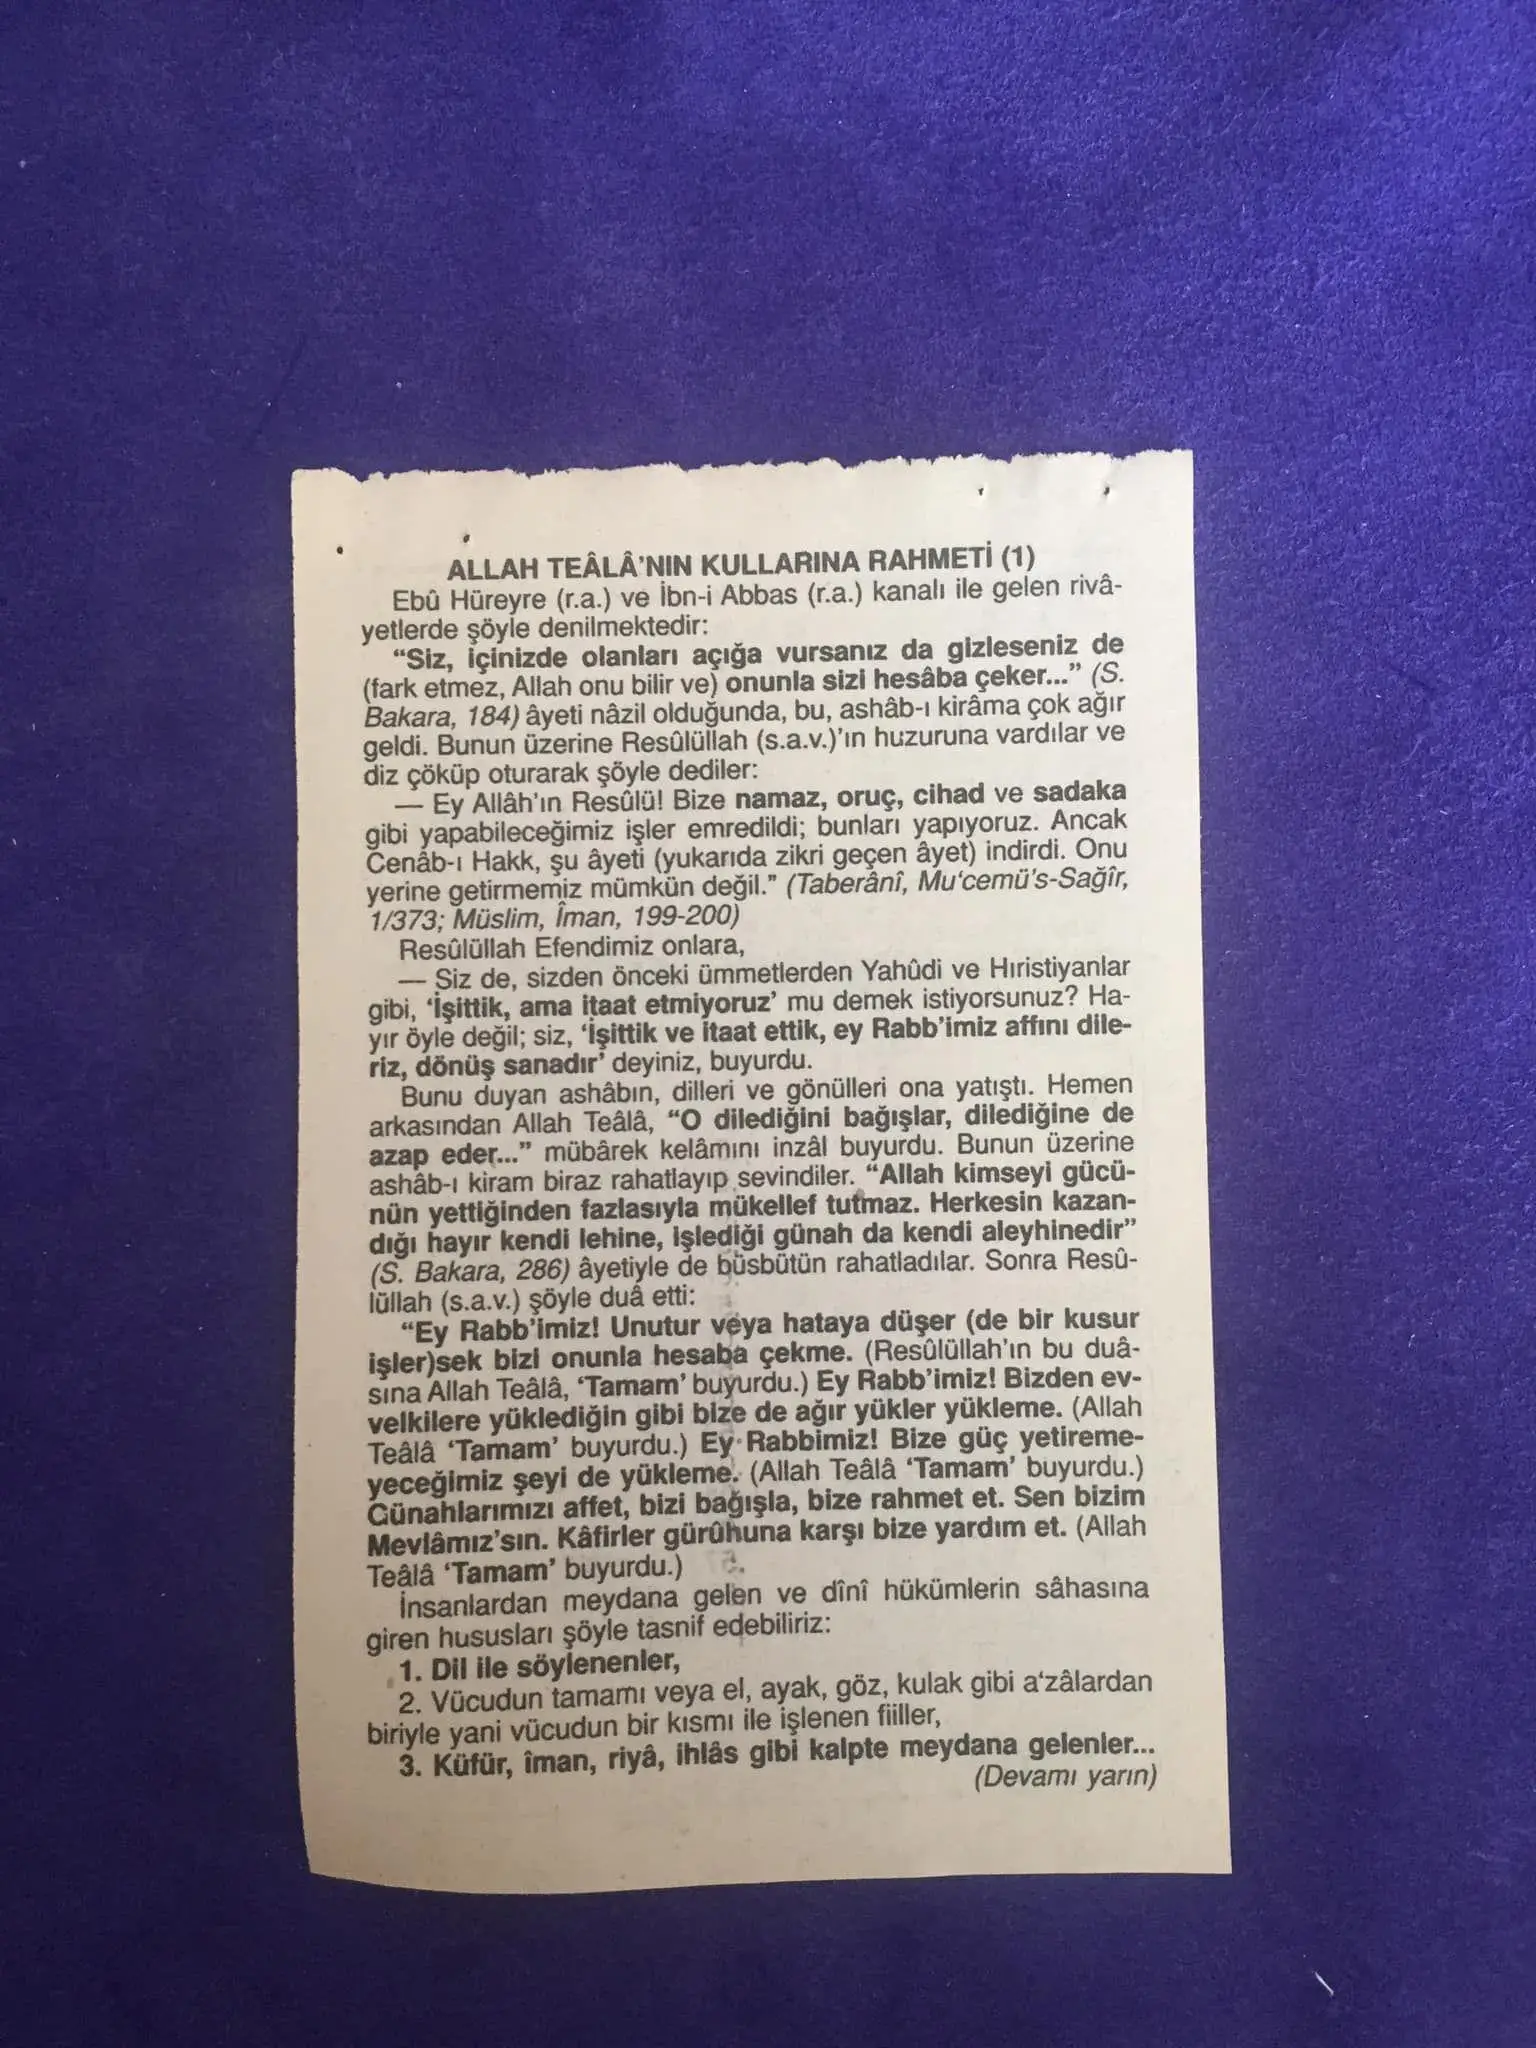 ALLAH TEÂLÂ'NIN KULLARINA RAHMETİ (1)
Ebû Hüreyre (r.a.) ve İbn-i Abbas (r.a.) kanalı ile gelen rivâ-
yetlerde şöyle denilmektedir:
“Siz, içinizde olanları açığa vursanız da gizleseniz de
(fark etmez, Allah onu bilir ve) onunla sizi hesâba çeker...” (S.
Bakara, 184) âyeti nâzil olduğunda, bu, ashâb-ı kirâma çok ağır
geldi. Bunun üzerine Resûlüllah (s.a.v.)'ın huzuruna vardılar ve
diz çöküp oturarak şöyle dediler:
— Ey Allâh'ın Resûlü! Bize namaz, oruç, cihad ve sadaka
gibi yapabileceğimiz işler emredildi; bunları yapıyoruz. Ancak
Cenâb-ı Hakk, şu âyeti (yukarıda zikri geçen âyet) indirdi. Onu
yerine getirmemiz mümkün değil.” (Taberânî, Mu‘cemü's-Sağîr,
1/373; Müslim, Îman, 199-200)
Resûlüllah Efendimiz onlara,
— Siz de, sizden önceki ümmetlerden Yahûdi ve Hıristiyanlar
gibi, ‘İşittik, ama itaat etmiyoruz’ mu demek istiyorsunuz? Ha-
yır öyle değil; siz, ‘İşittik ve itaat ettik, ey Rabb'imiz affını dile-
riz, dönüş sanadır’ deyiniz, buyurdu.
Bunu duyan ashâbın, dilleri ve gönülleri ona yatıştı. Hemen
arkasından Allah Teâlâ, “O dilediğini bağışlar, dilediğine de
azap eder...” mübârek kelâmını inzâl buyurdu. Bunun üzerine
ashâb-ı kiram biraz rahatlayıp sevindiler. “Allah kimseyi gücü-
nün yettiğinden fazlasıyla mükellef tutmaz. Herkesin kazan-
dığı hayır kendi lehine, işlediği günah da kendi aleyhinedir”
(S. Bakara, 286) âyetiyle de büsbütün rahatladılar. Sonra Resû-
lüllah (s.a.v.) şöyle duâ etti:
“Ey Rabb'imiz! Unutur veya hataya düşer (de bir kusur
işler)sek bizi onunla hesaba çekme. (Resûlüllah'ın bu duâ-
sına Allah Teâlâ, ‘Tamam’ buyurdu.) Ey Rabb'imiz! Bizden ev-
velkilere yüklediğin gibi bize de ağır yükler yükleme. (Allah
Teâlâ ‘Tamam’ buyurdu.) Ey Rabbimiz! Bize güç yetireme-
yeceğimiz şeyi de yükleme. (Allah Teâlâ ‘Tamam’ buyurdu.)
Günahlarımızı affet, bizi bağışla, bize rahmet et. Sen bizim
Mevlâmız'sın. Kâfirler gürûhuna karşı bize yardım et. (Allah
Teâlâ ‘Tamam’ buyurdu.)
İnsanlardan meydana gelen ve dînî hükümlerin sâhasına
giren hususları şöyle tasnif edebiliriz:
1. Dil ile söylenenler,
2. Vücudun tamamı veya el, ayak, göz, kulak gibi a‘zâlardan
biriyle yani vücudun bir kısmı ile işlenen fiiller,
3. Küfür, îman, riyâ, ihlâs gibi kalpte meydana gelenler...
(Devamı yarın)